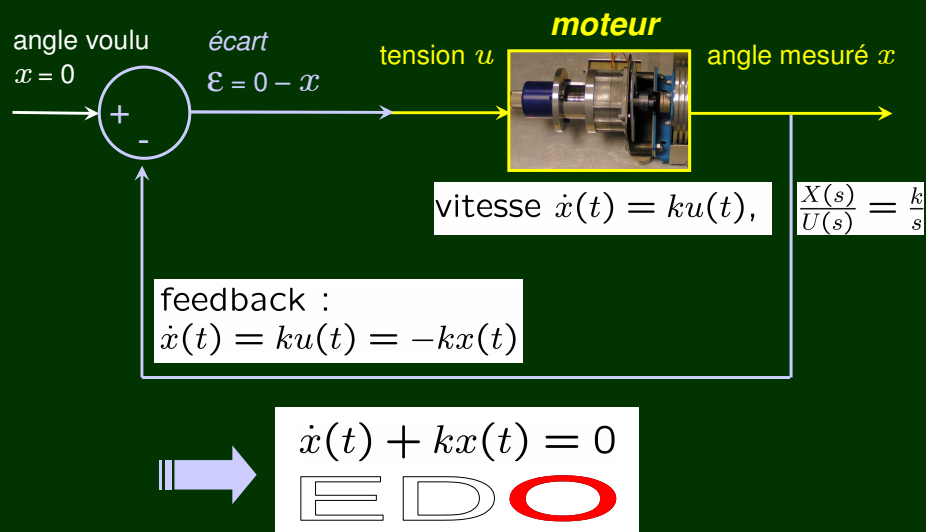 moteur
angle voulu
x = 0
écart
ε = 0 − x
tension u
angle mesuré x
+
-
vitesse ẋ(t) = ku(t),
X(s)/U(s) = k/s
feedback :
ẋ(t) = ku(t) = −kx(t)
ẋ(t) + kx(t) = 0
EDO